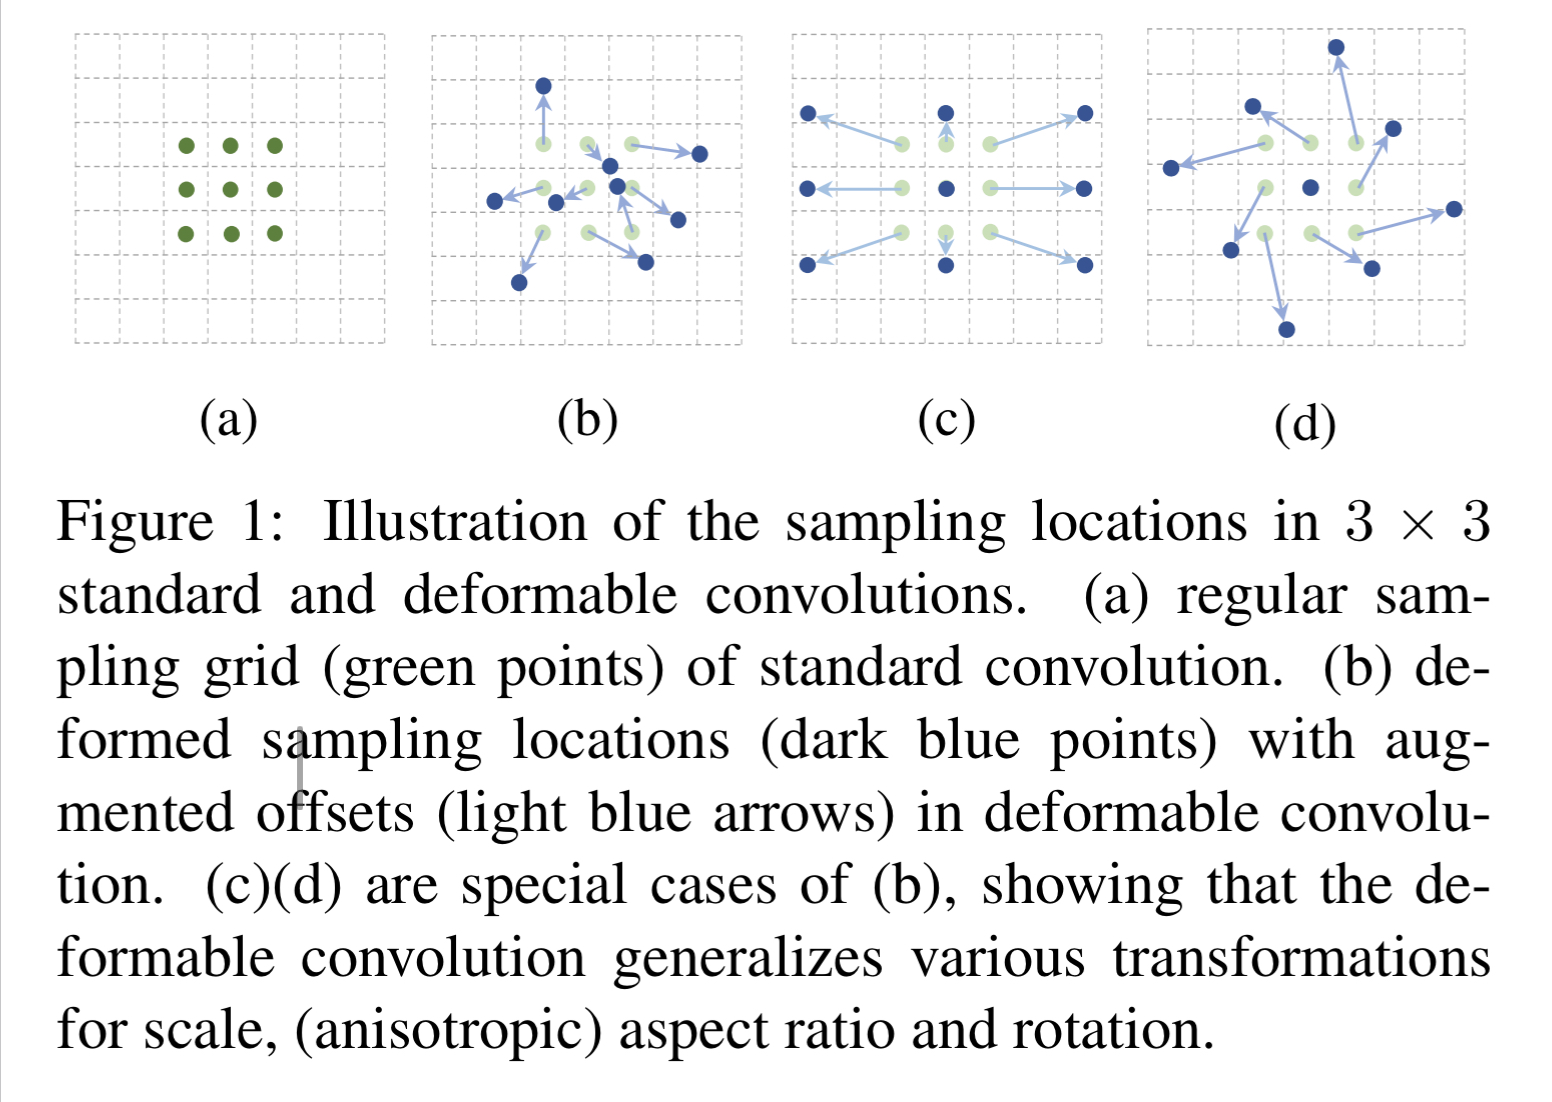 (a) (b) (c) (d)
Figure 1: Illustration of the sampling locations in 3 × 3
standard and deformable convolutions. (a) regular sam-
pling grid (green points) of standard convolution. (b) de-
formed sampling locations (dark blue points) with aug-
mented offsets (light blue arrows) in deformable convolu-
tion. (c)(d) are special cases of (b), showing that the de-
formable convolution generalizes various transformations
for scale, (anisotropic) aspect ratio and rotation.